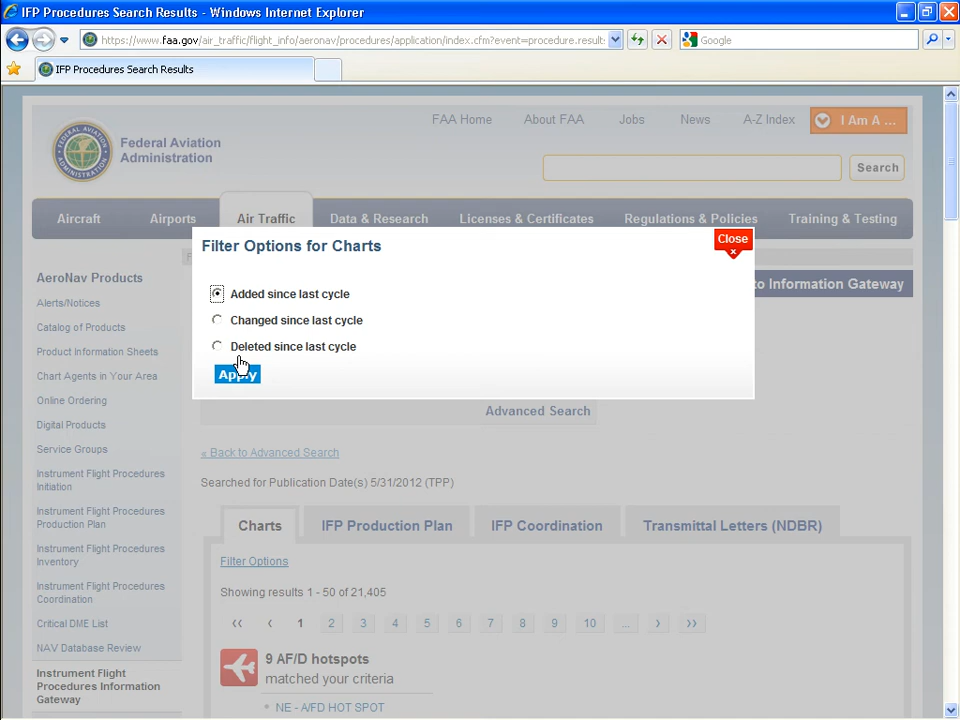 IFP Procedures Search Results - Windows Internet Explorer
https://www.faa.gov/air_traffic/flight_info/aeronav/procedures/application/index.cfm?event=procedure.results
Google
IFP Procedures Search Results
FAA Home About FAA Jobs News A-Z Index I Am A ...
Federal Aviation
Administration
Search
Aircraft Airports Air Traffic Data & Research Licenses & Certificates Regulations & Policies Training & Testing
Filter Options for Charts
Close
x
Added since last cycle
Changed since last cycle
Deleted since last cycle
Apply
to Information Gateway
AeroNav Products
Alerts/Notices
Catalog of Products
Product Information Sheets
Chart Agents in Your Area
Online Ordering
Digital Products
Service Groups
Instrument Flight Procedures
Initiation
Instrument Flight Procedures
Production Plan
Instrument Flight Procedures
Inventory
Instrument Flight Procedures
Coordination
Critical DME List
NAV Database Review
Instrument Flight
Procedures Information
Gateway
Advanced Search
« Back to Advanced Search
Searched for Publication Date(s) 5/31/2012 (TPP)
Charts IFP Production Plan IFP Coordination Transmittal Letters (NDBR)
Filter Options
Showing results 1 - 50 of 21,405
‹‹ ‹ 1 2 3 4 5 6 7 8 9 10 ... › ››
9 AF/D hotspots
matched your criteria
NE - A/FD HOT SPOT